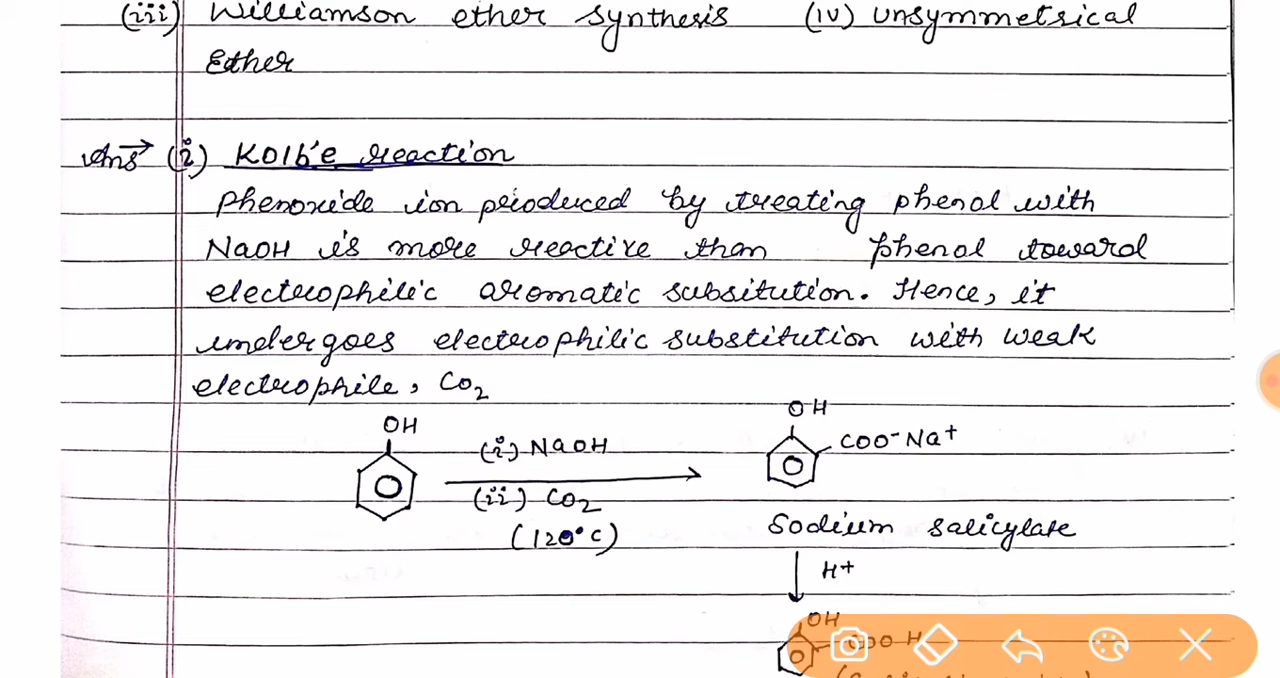 (iii) Williamson ether synthesis (iv) Unsymmetrical
Ether
Ans → (i) Kolb'e reaction
phenoxide ion produced by treating phenol with
NaOH is more reactive than phenol toward
electrophilic aromatic subsitution. Hence, it
undergoes electrophilic substitution with weak
electrophile, CO2
OH
(i) NaOH
(ii) CO2
(120°C)
OH
COO-Na+
Sodium salicylate
H+
OH
COO H